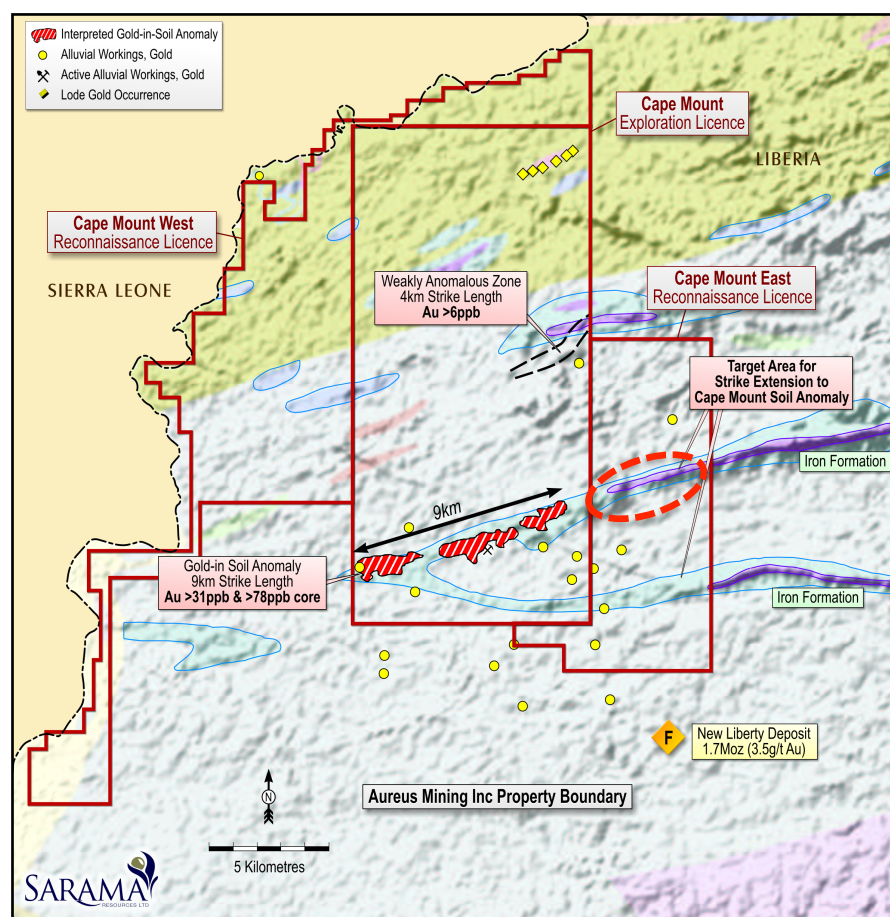 Interpreted Gold-in-Soil Anomaly
Alluvial Workings, Gold
Active Alluvial Workings, Gold
Lode Gold Occurrence
Cape Mount
Exploration Licence
LIBERIA
Cape Mount West
Reconnaissance Licence
SIERRA LEONE
Weakly Anomalous Zone
4km Strike Length
Au >6ppb
Cape Mount East
Reconnaissance Licence
Target Area for
Strike Extension to
Cape Mount Soil Anomaly
Iron Formation
9km
Gold-in Soil Anomaly
9km Strike Length
Au >31ppb & >78ppb core
Iron Formation
F
New Liberty Deposit
1.7Moz (3.5g/t Au)
N
Aureus Mining Inc Property Boundary
5 Kilometres
SARAMA
RESOURCES LTD